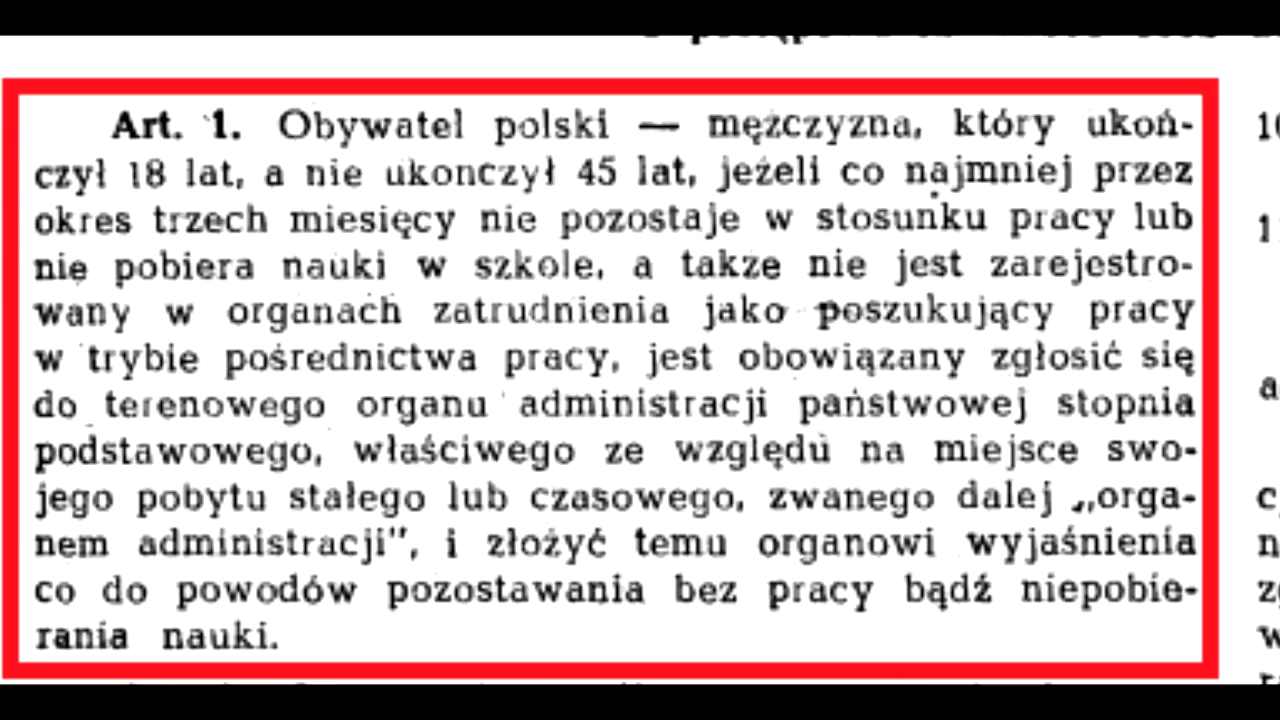 Art. 1. Obywatel polski — mężczyzna, który ukoń-
czył 18 lat, a nie ukonczył 45 lat, jeżeli co najmniej przez
okres trzech miesięcy nie pozostaje w stosunku pracy lub
nie pobiera nauki w szkole, a takze nie jest zarejestro-
wany w organach zatrudnienia jako poszukujący pracy
w trybie pośrednictwa pracy, jest obowiązany zgłosić się
do terenowego organu administracji państwowej stopnia
podstawowego, właściwego ze względu na miejsce swo-
jego pobytu stałego lub czasowego, zwanego dalej „orga-
nem administracji”, i złożyć temu organowi wyjaśnienia
co do powodów pozostawania bez pracy bądź niepobie-
rania nauki.